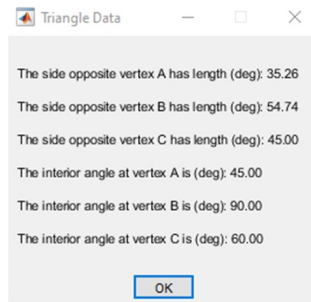 Triangle Data
The side opposite vertex A has length (deg): 35.26
The side opposite vertex B has length (deg): 54.74
The side opposite vertex C has length (deg): 45.00
The interior angle at vertex A is (deg): 45.00
The interior angle at vertex B is (deg): 90.00
The interior angle at vertex C is (deg): 60.00
OK